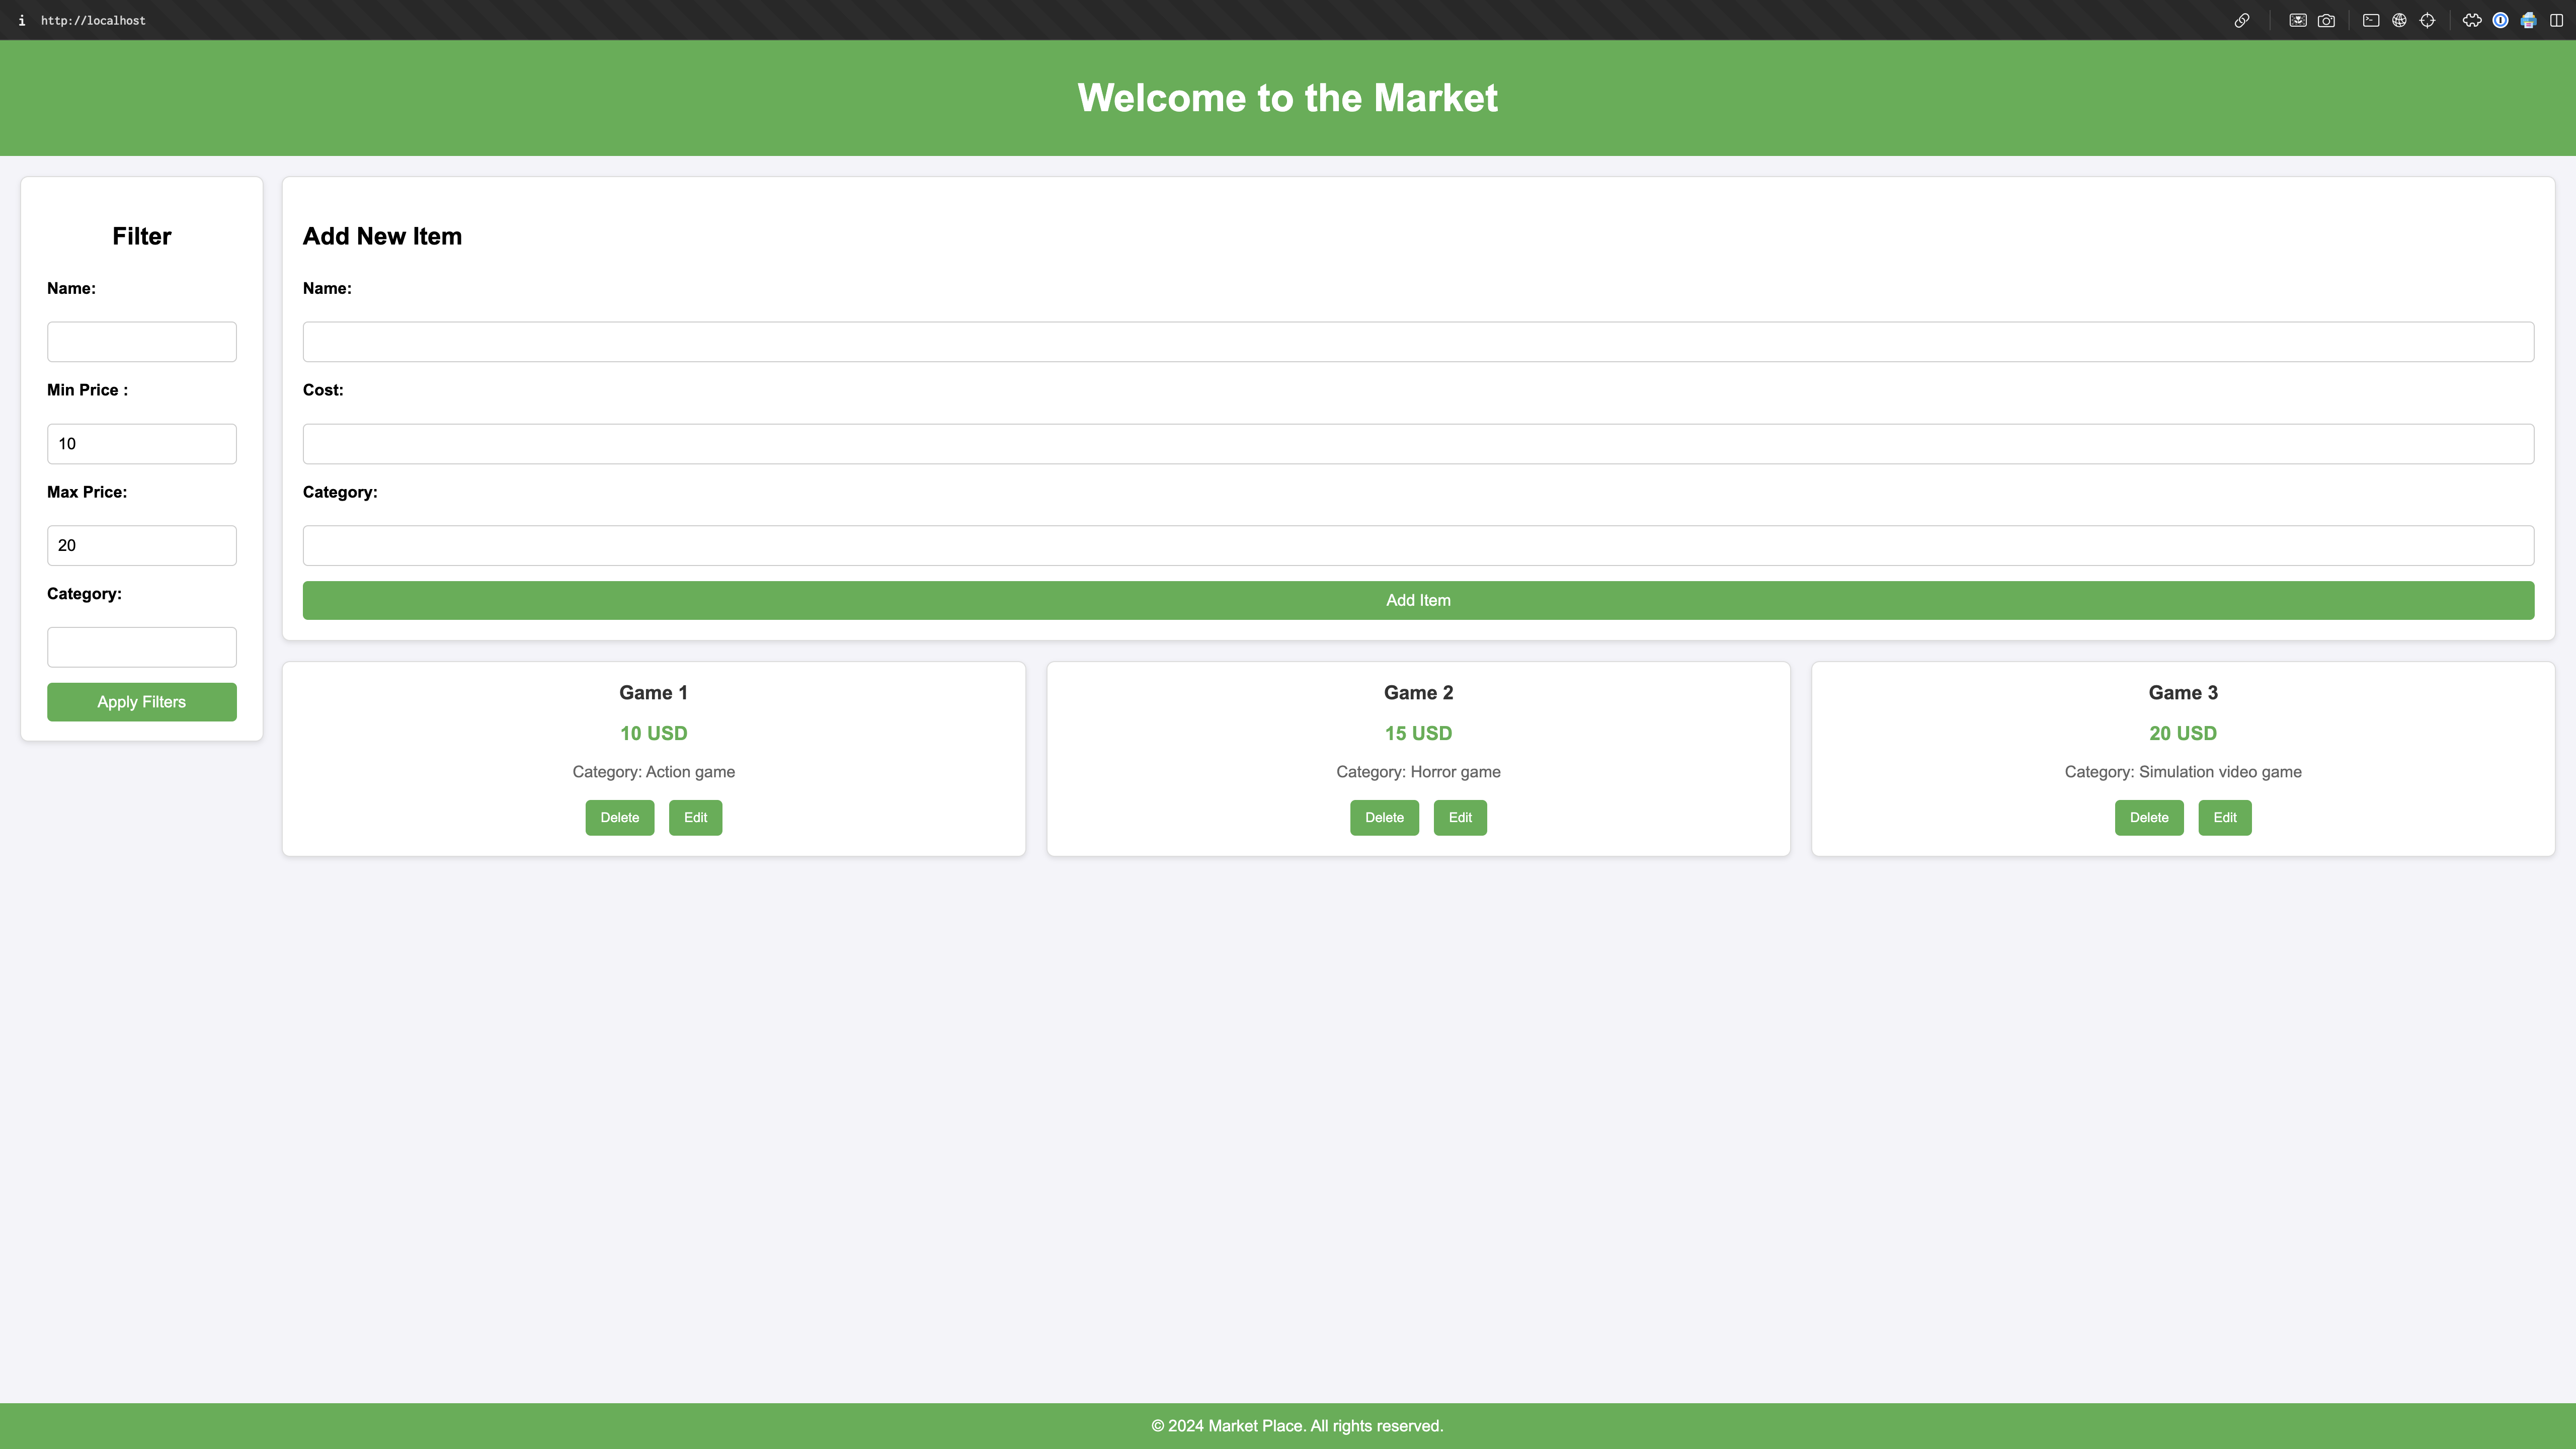 i http://localhost
Welcome to the Market
Filter
Name:
Min Price :
10
Max Price:
20
Category:
Apply Filters
Add New Item
Name:
Cost:
Category:
Add Item
Game 1
10 USD
Category: Action game
Delete Edit
Game 2
15 USD
Category: Horror game
Delete Edit
Game 3
20 USD
Category: Simulation video game
Delete Edit
© 2024 Market Place. All rights reserved.